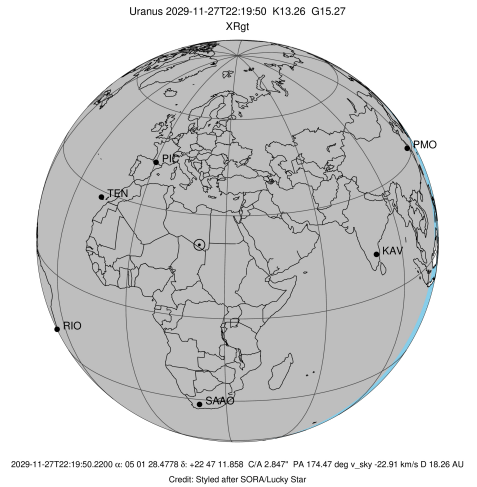 Uranus 2029-11-27T22:19:50 K13.26 G15.27
XRgt
PMO
PIC
TEN
KAV
RIO
SAAO
2029-11-27T22:19:50.2200 α: 05 01 28.4778 δ: +22 47 11.858 C/A 2.847" PA 174.47 deg v_sky -22.91 km/s D 18.26 AU
Credit: Styled after SORA/Lucky Star